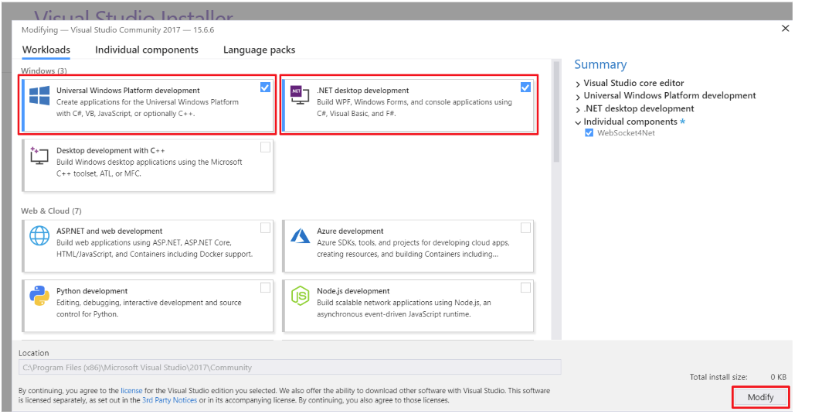 Visual Studio Installer
Modifying — Visual Studio Community 2017 — 15.6.6
Workloads Individual components Language packs
Windows (3)
Universal Windows Platform development
Create applications for the Universal Windows Platform
with C#, VB, JavaScript, or optionally C++.
.NET desktop development
Build WPF, Windows Forms, and console applications using
C#, Visual Basic, and F#.
Desktop development with C++
Build Windows desktop applications using the Microsoft
C++ toolset, ATL, or MFC.
Web & Cloud (7)
ASP.NET and web development
Build web applications using ASP.NET, ASP.NET Core,
HTML/JavaScript, and Containers including Docker support.
Azure development
Azure SDKs, tools, and projects for developing cloud apps,
creating resources, and building Containers including...
Python development
Editing, debugging, interactive development and source
control for Python.
Node.js development
Build scalable network applications using Node.js, an
asynchronous event-driven JavaScript runtime.
Summary
Visual Studio core editor
Universal Windows Platform development
.NET desktop development
Individual components *
WebSocket4Net
Location
C:\Program Files (x86)\Microsoft Visual Studio\2017\Community
By continuing, you agree to the license for the Visual Studio edition you selected. We also offer the ability to download other software with Visual Studio. This software
is licensed separately, as set out in the 3rd Party Notices or in its accompanying license. By continuing, you also agree to those licenses.
Total install size: 0 KB
Modify